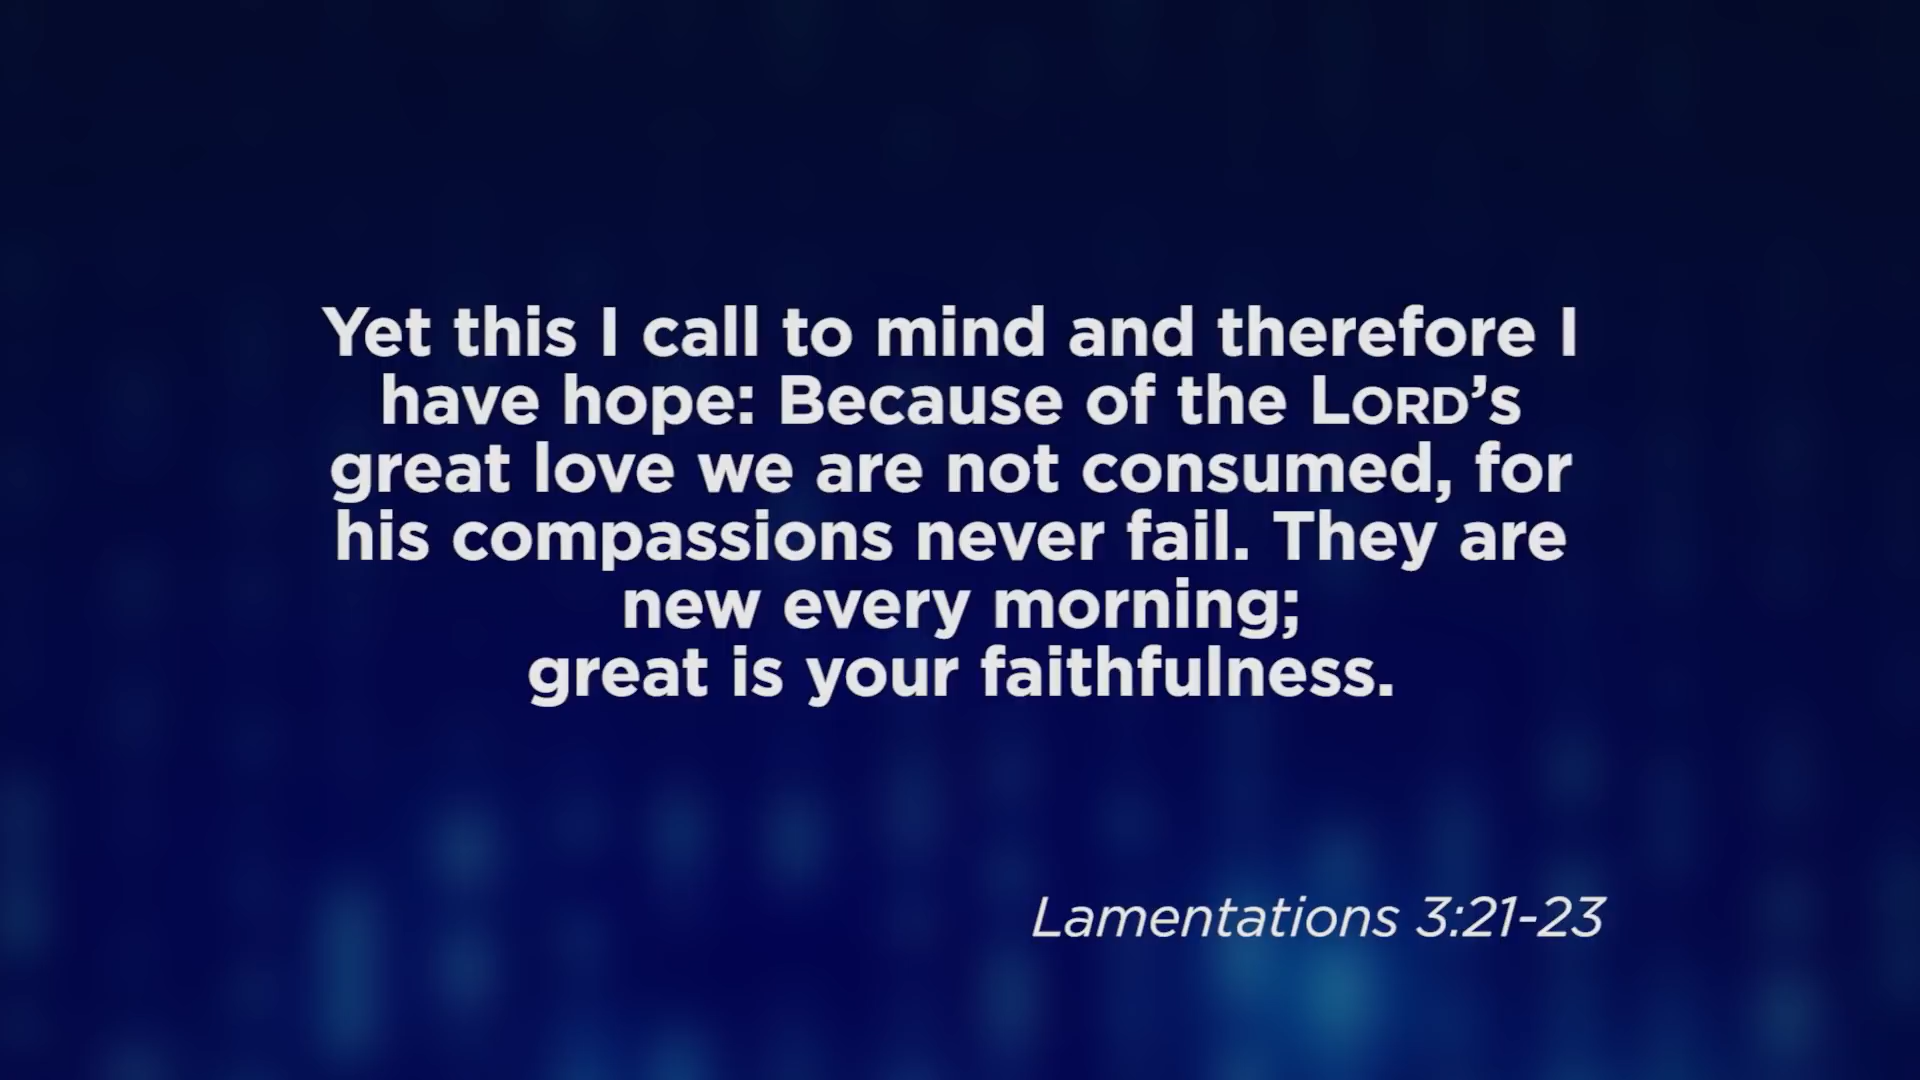 Yet this I call to mind and therefore I
have hope: Because of the LORD’s
great love we are not consumed, for
his compassions never fail. They are
new every morning;
great is your faithfulness.
Lamentations 3:21-23